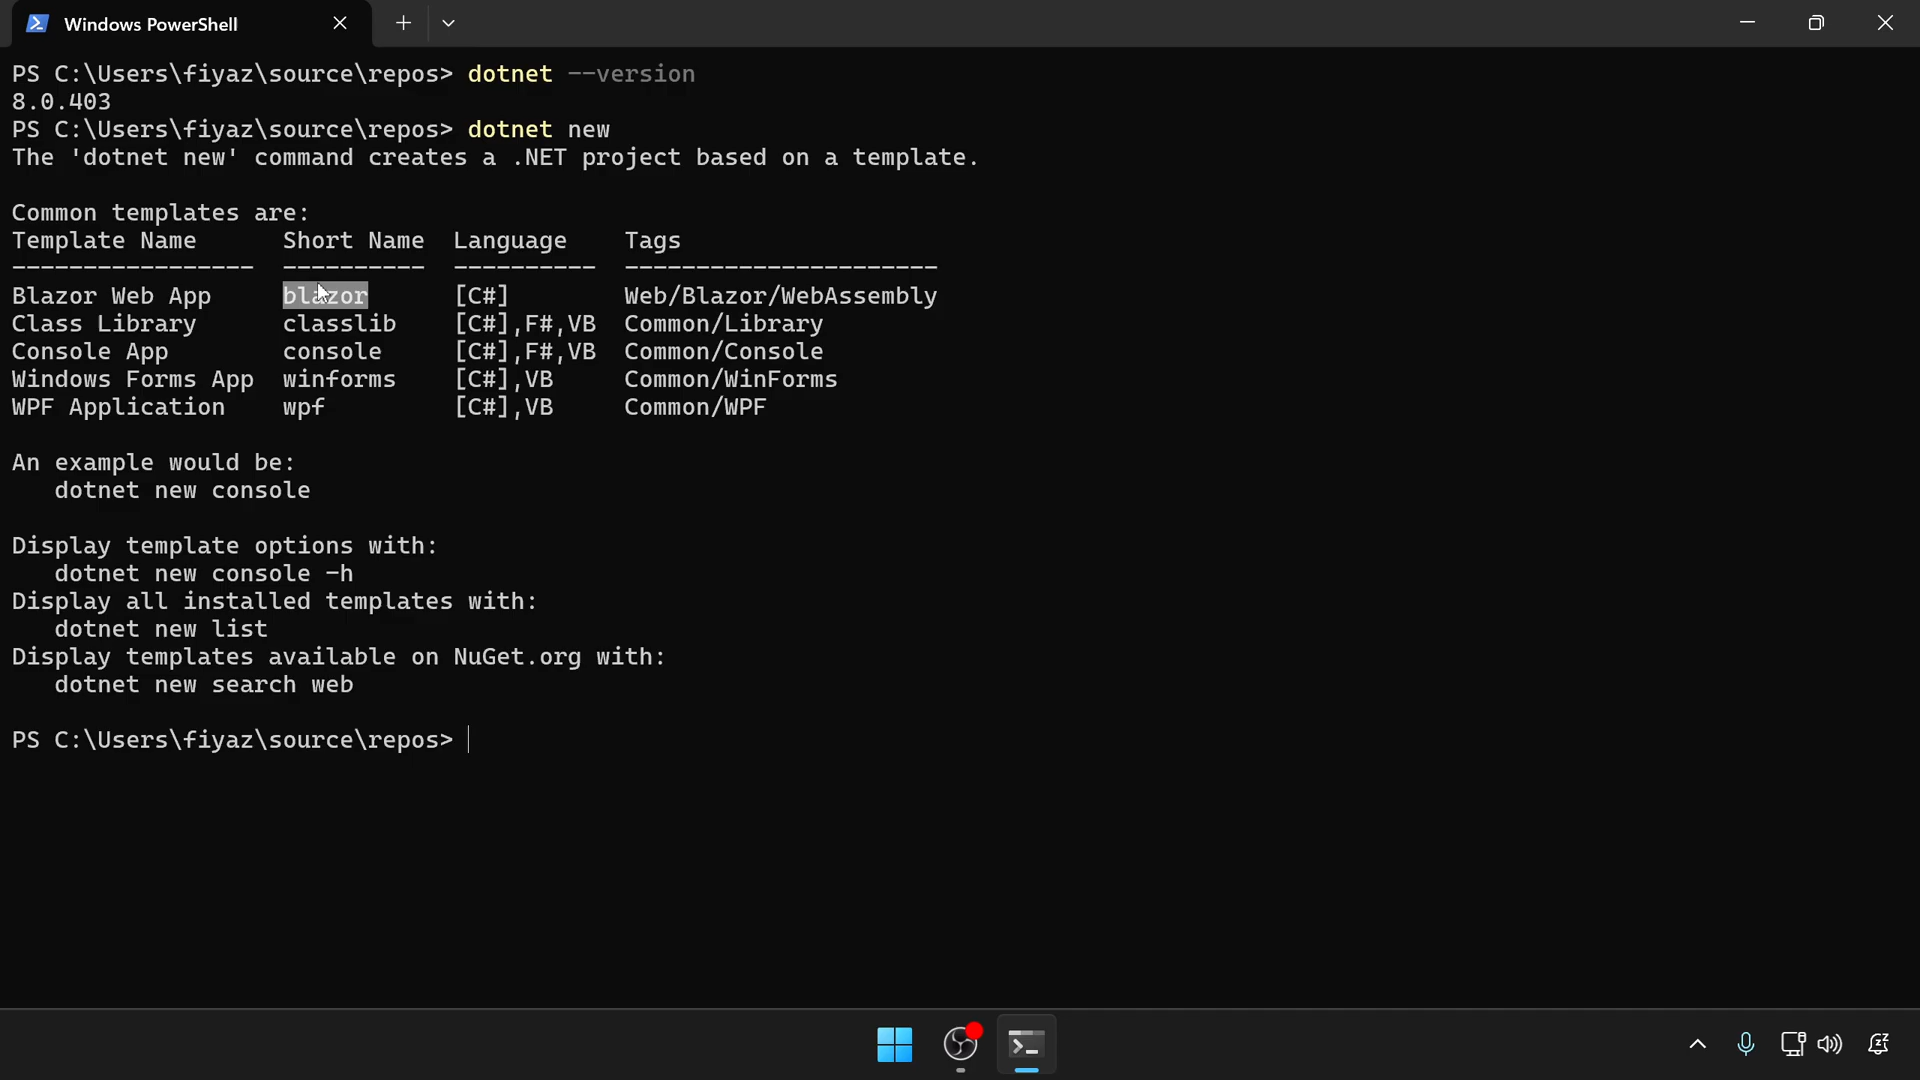 Windows PowerShell
PS C:\Users\fiyaz\source\repos> dotnet --version
8.0.403
PS C:\Users\fiyaz\source\repos> dotnet new
The 'dotnet new' command creates a .NET project based on a template.
Common templates are:
Template Name      Short Name  Language    Tags
-----------------  ----------  ----------  ----------------------
Blazor Web App     blazor      [C#]        Web/Blazor/WebAssembly
Class Library      classlib    [C#],F#,VB  Common/Library
Console App        console     [C#],F#,VB  Common/Console
Windows Forms App  winforms    [C#],VB     Common/WinForms
WPF Application    wpf         [C#],VB     Common/WPF
An example would be:
   dotnet new console
Display template options with:
   dotnet new console -h
Display all installed templates with:
   dotnet new list
Display templates available on NuGet.org with:
   dotnet new search web
PS C:\Users\fiyaz\source\repos>